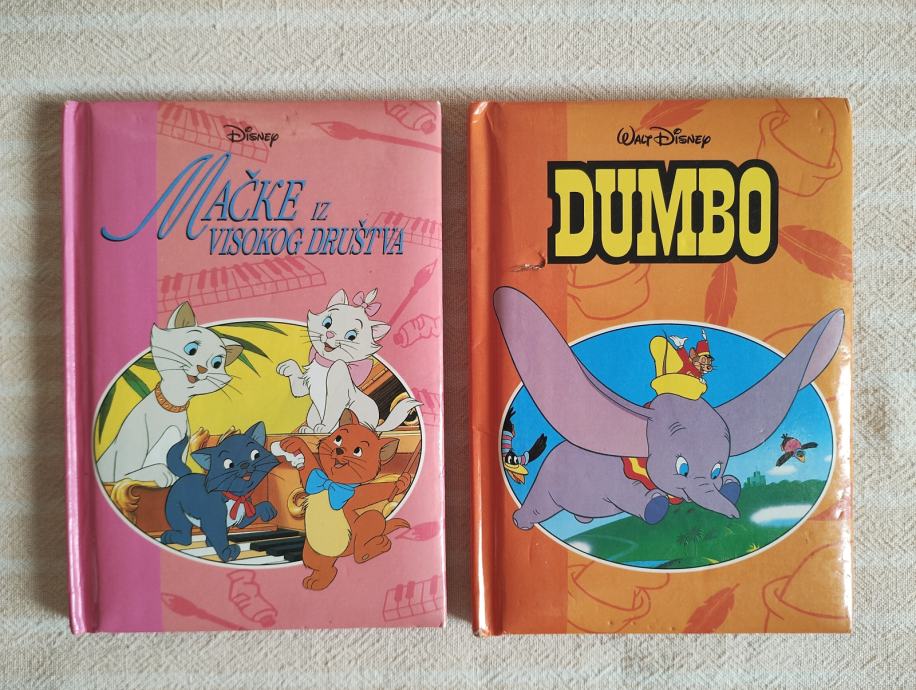 Disney
MAČKE IZ
VISOKOG DRUŠTVA
WALT DISNEY
DUMBO